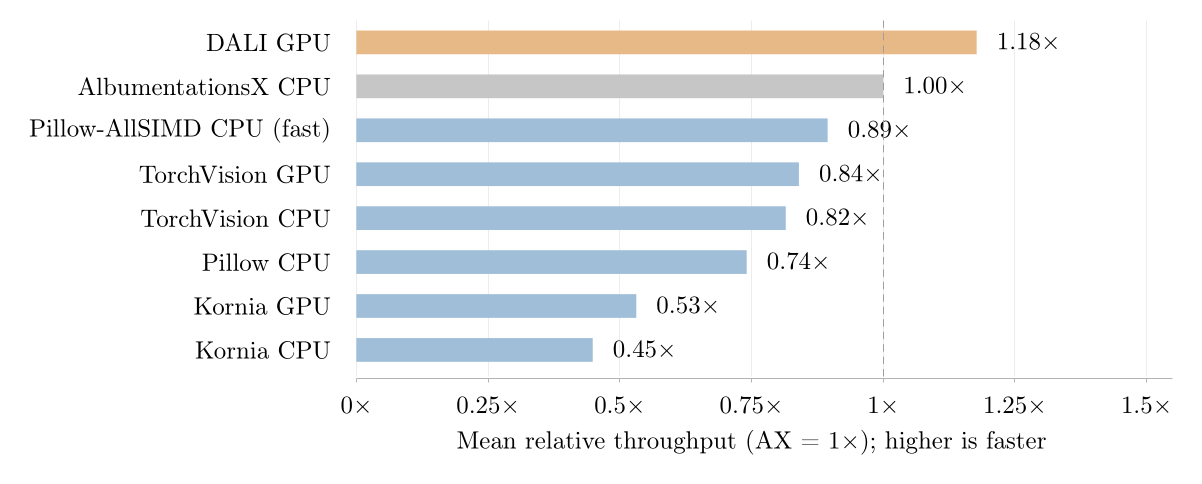 DALI GPU 1.18×
AlbumentationsX CPU 1.00×
Pillow-AllSIMD CPU (fast) 0.89×
TorchVision GPU 0.84×
TorchVision CPU 0.82×
Pillow CPU 0.74×
Kornia GPU 0.53×
Kornia CPU 0.45×
0× 0.25× 0.5× 0.75× 1× 1.25× 1.5×
Mean relative throughput (AX = 1×); higher is faster